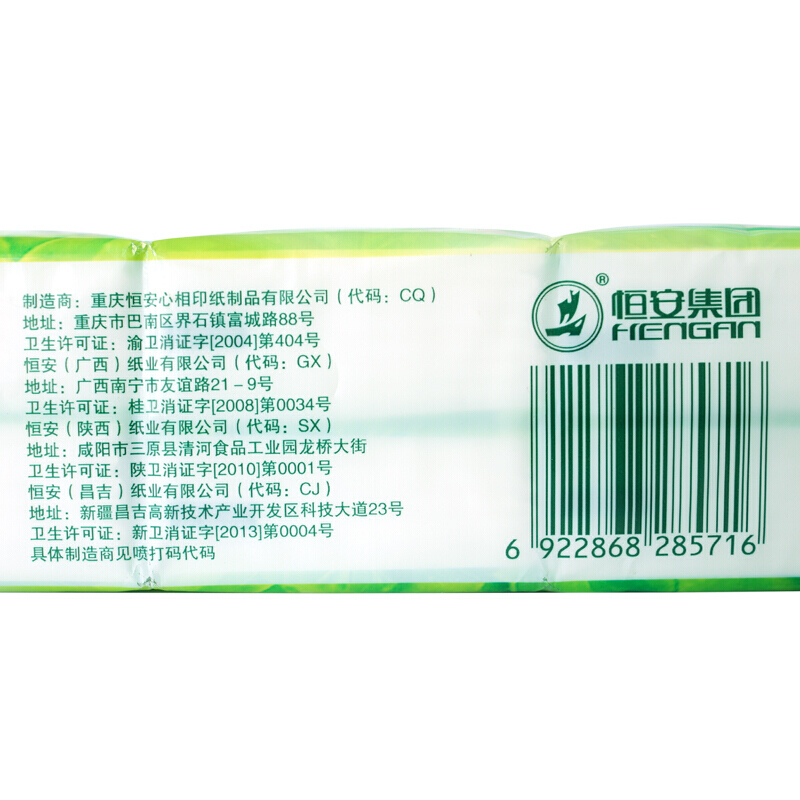 制造商：重庆恒安心相印纸制品有限公司（代码：CQ）
地址：重庆市巴南区界石镇富城路88号
卫生许可证：渝卫消证字[2004]第404号
恒安（广西）纸业有限公司（代码：GX）
地址：广西南宁市友谊路21-9号
卫生许可证：桂卫消证字[2008]第0034号
恒安（陕西）纸业有限公司（代码：SX）
地址：咸阳市三原县清河食品工业园龙桥大街
卫生许可证：陕卫消证字[2010]第0001号
恒安（昌吉）纸业有限公司（代码：CJ）
地址：新疆昌吉高新技术产业开发区科技大道23号
卫生许可证：新卫消证字[2013]第0004号
具体制造商见喷打码代码
®
恒安集团
HENGAN
6 922868 285716